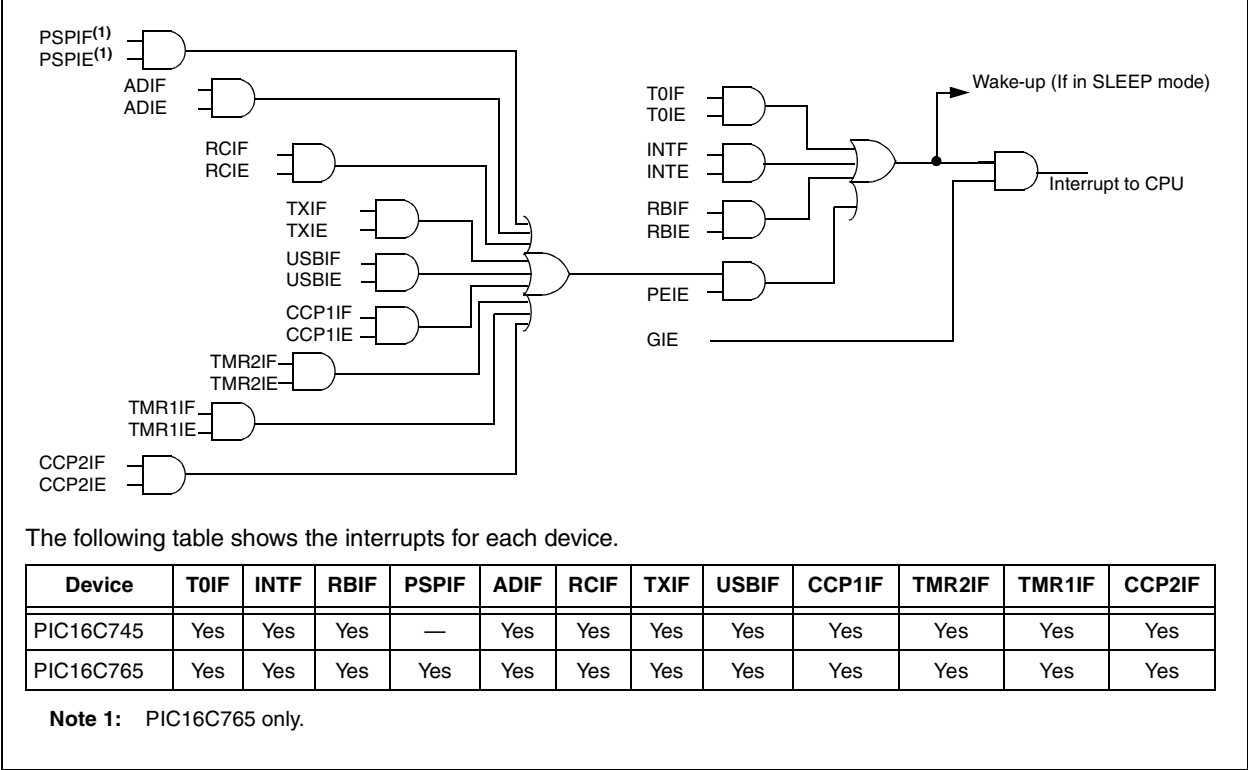 PSPIF(1)
PSPIE(1)
ADIF
ADIE
RCIF
RCIE
TXIF
TXIE
USBIF
USBIE
CCP1IF
CCP1IE
TMR2IF
TMR2IE
TMR1IF
TMR1IE
CCP2IF
CCP2IE
T0IF
T0IE
INTF
INTE
RBIF
RBIE
PEIE
GIE
Wake-up (If in SLEEP mode)
Interrupt to CPU
The following table shows the interrupts for each device.
Device T0IF INTF RBIF PSPIF ADIF RCIF TXIF USBIF CCP1IF TMR2IF TMR1IF CCP2IF
PIC16C745 Yes Yes Yes — Yes Yes Yes Yes Yes Yes Yes Yes
PIC16C765 Yes Yes Yes Yes Yes Yes Yes Yes Yes Yes Yes Yes
Note 1: PIC16C765 only.